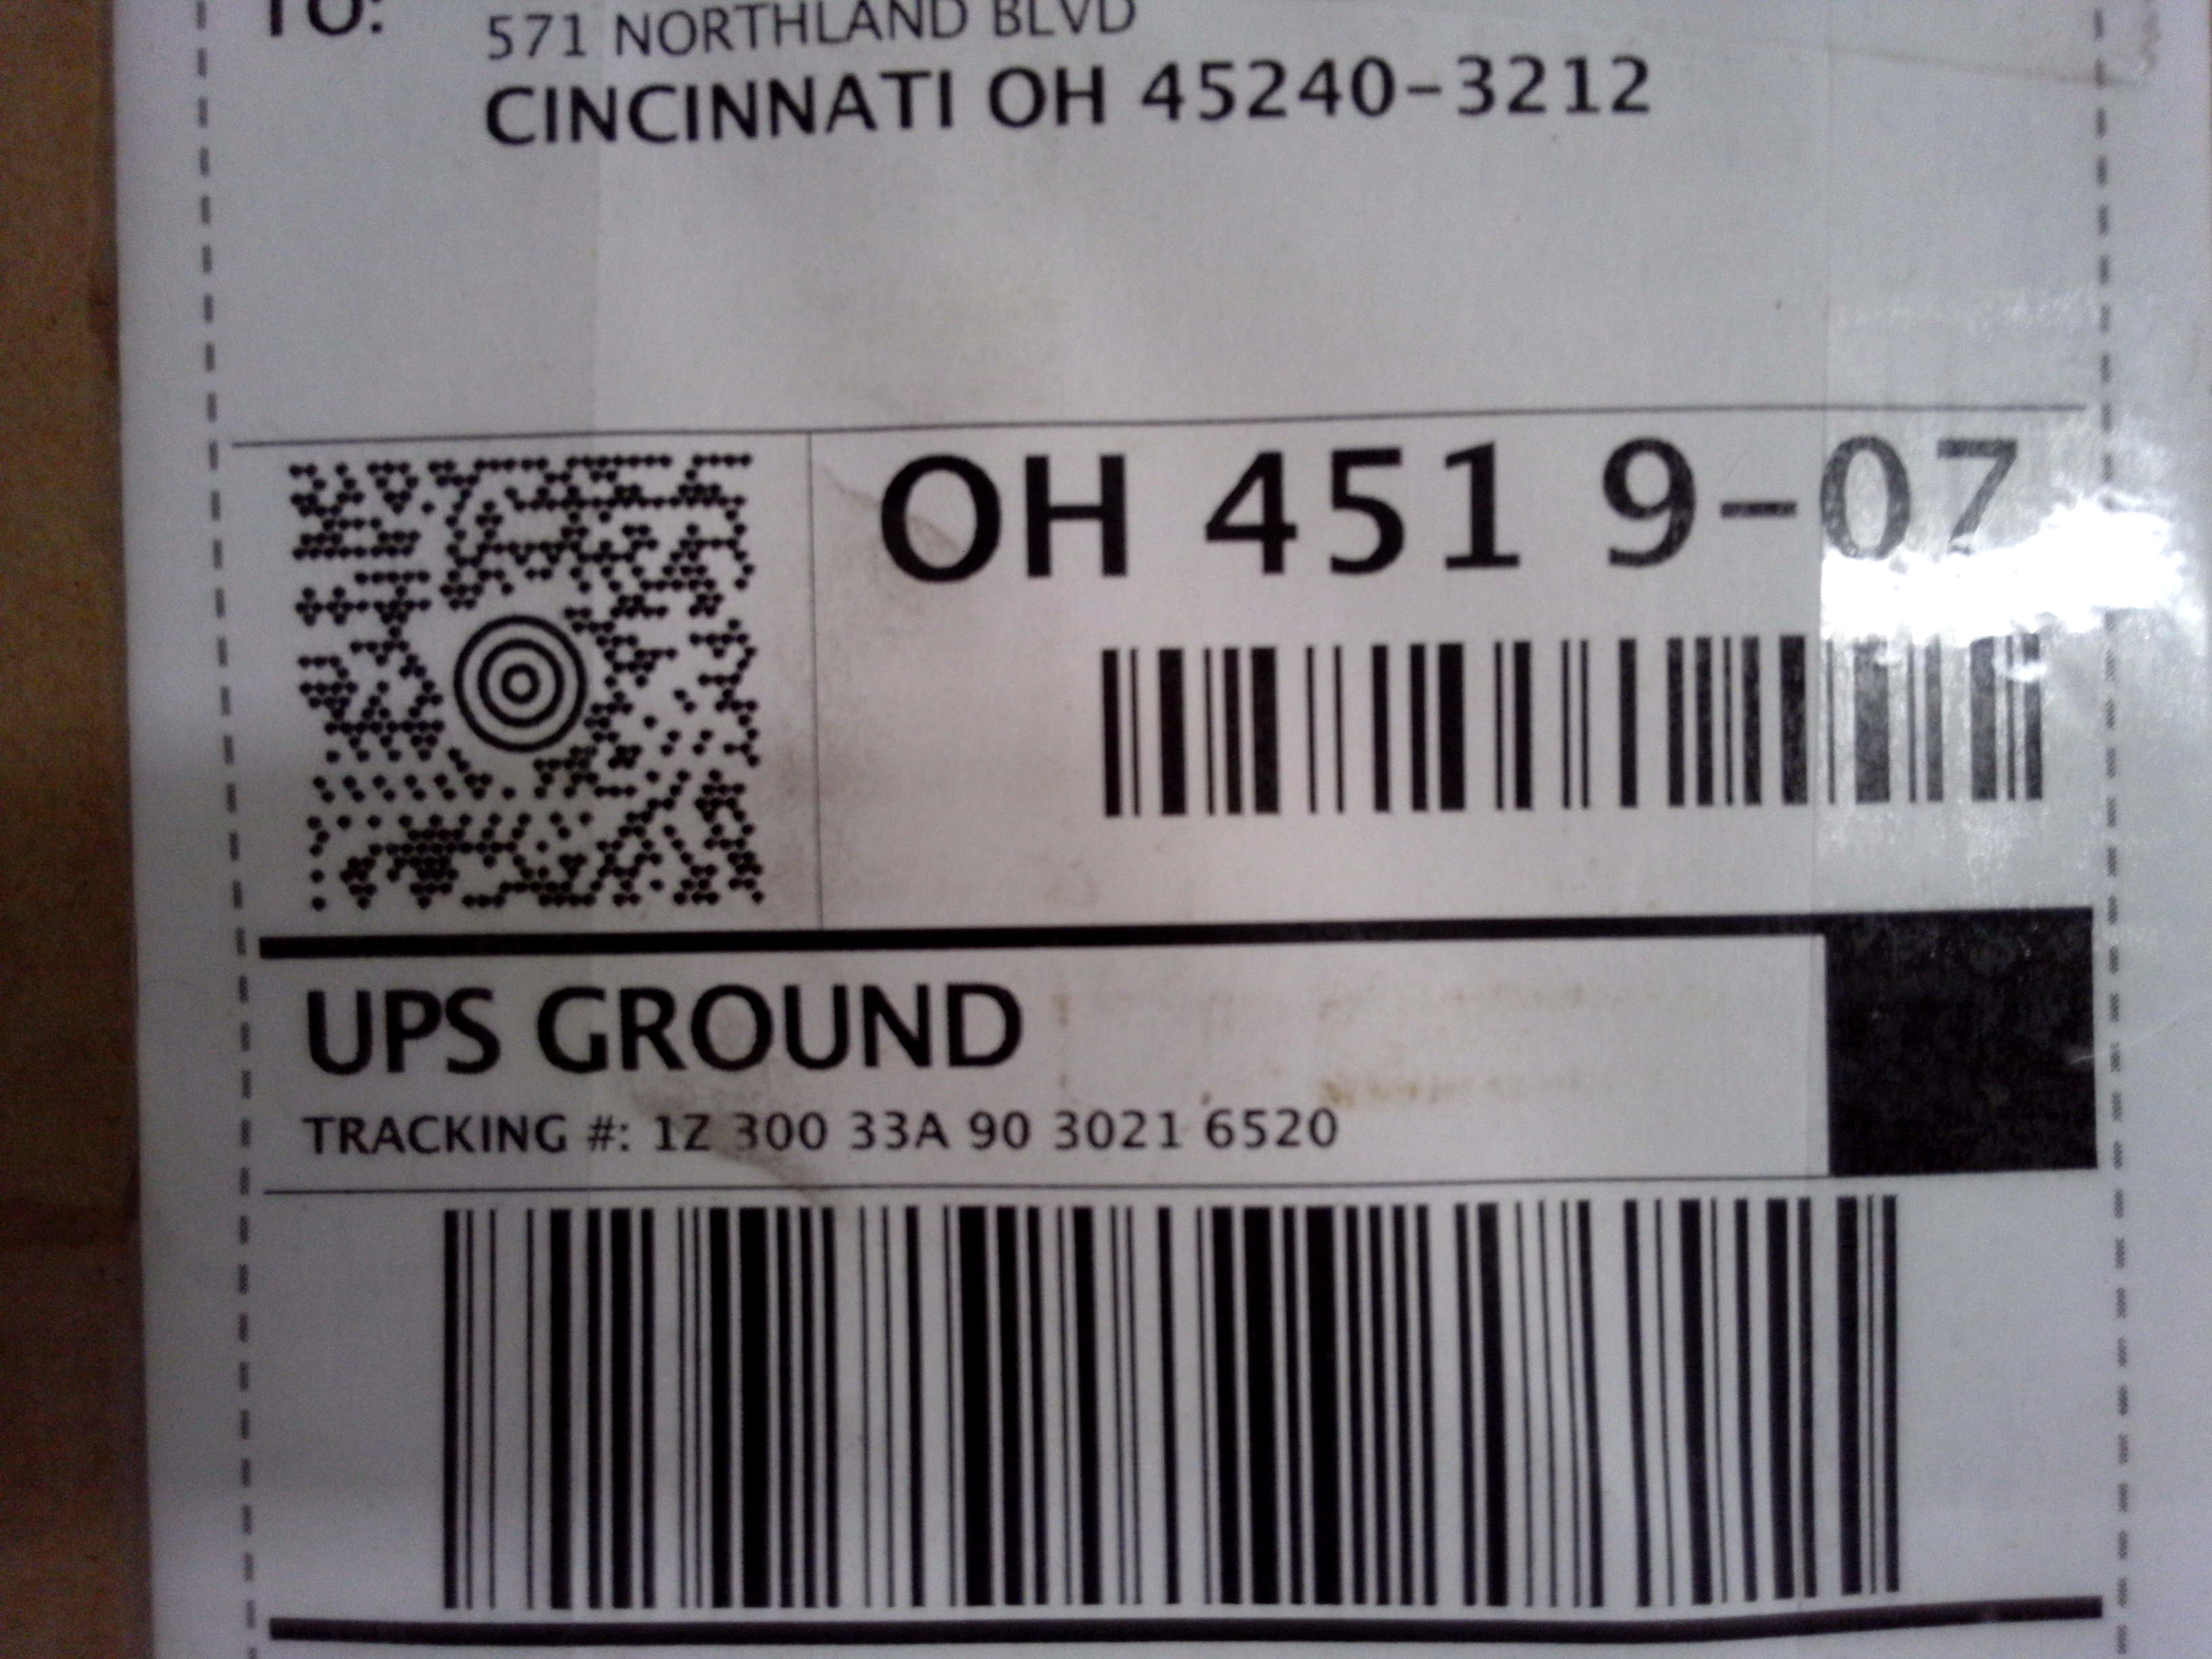 TO:
571 NORTHLAND BLVD
CINCINNATI OH 45240-3212
OH 451 9-07
UPS GROUND
TRACKING #: 1Z 300 33A 90 3021 6520